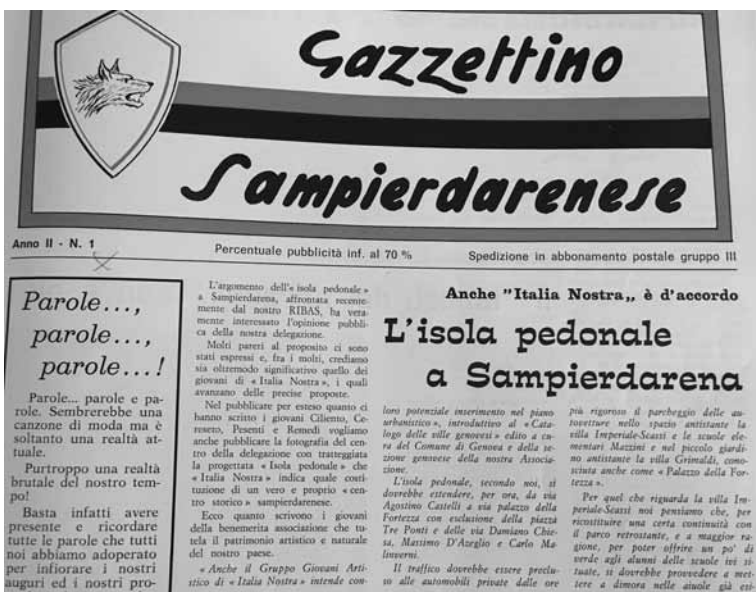 Gazzettino
Sampierdarenese
Anno II - N. 1
Percentuale pubblicità inf. al 70 %
Spedizione in abbonamento postale gruppo III
Parole...,
parole...,
parole...!
Parole... parole e pa-
role. Sembrerebbe una
canzone di moda ma è
soltanto una realtà at-
tuale.
Purtroppo una realtà
brutale del nostro tem-
po!
Basta infatti avere
presente e ricordare
tutte le parole che tutti
noi abbiamo adoperato
per infiorare i nostri
auguri ed i nostri pro-
L'argomento dell'« isola pedonale »
a Sampierdarena, affrontata recente-
mente dal nostro RIBAS, ha vera-
mente interessato l'opinione pubbli-
ca della nostra delegazione.
Molti pareri al proposito ci sono
stati espressi e, fra i molti, crediamo
sia oltremodo significativo quello dei
giovani di « Italia Nostra », i quali
avanzano delle precise proposte.
Nel pubblicare per esteso quanto ci
hanno scritto i giovani Ciliento, Ce-
reseto, Pesenti e Remedi vogliamo
anche pubblicare la fotografia del cen-
tro della delegazione con tratteggiata
la progettata « Isola pedonale » che
« Italia Nostra » indica quale costi-
tuzione di un vero e proprio « cen-
tro storico » sampierdarenese.
Ecco quanto scrivono i giovani
della benemerita associazione che tu-
tela il patrimonio artistico e naturale
del nostro paese.
« Anche il Gruppo Giovani Arti-
stico di « Italia Nostra » intende con-
Anche "Italia Nostra„ è d'accordo
L'isola pedonale
a Sampierdarena
loro potenziale inserimento nel piano
urbanistico », introduttivo al « Cata-
logo delle ville genovesi » edito a cu-
ra del Comune di Genova e della se-
zione genovese della nostra Associa-
zione.
L'isola pedonale, secondo noi, si
dovrebbe estendere, per ora, da via
Agostino Castelli a via palazzo della
Fortezza con esclusione della piazza
Tre Ponti e delle via Damiano Chie-
sa, Massimo D'Azeglio e Carlo Ma-
linverni.
Il traffico dovrebbe essere preclu-
so alle automobili private dalle ore
più rigoroso il parcheggio delle au-
tovetture nello spazio antistante la
villa Imperiale-Scassi e le scuole ele-
mentari Mazzini e nel piccolo giardi-
no antistante la villa Grimaldi, cono-
sciuta anche come « Palazzo della For-
tezza ».
Per quel che riguarda la villa Im-
periale-Scassi noi pensiamo che, per
ricostituire una certa continuità con
il parco retrostante, e a maggior ra-
gione, per poter offrire un po' di
verde agli alunni delle scuole ivi si-
tuate, si dovrebbe provvedere a met-
tere a dimora nelle aiuole già esi-